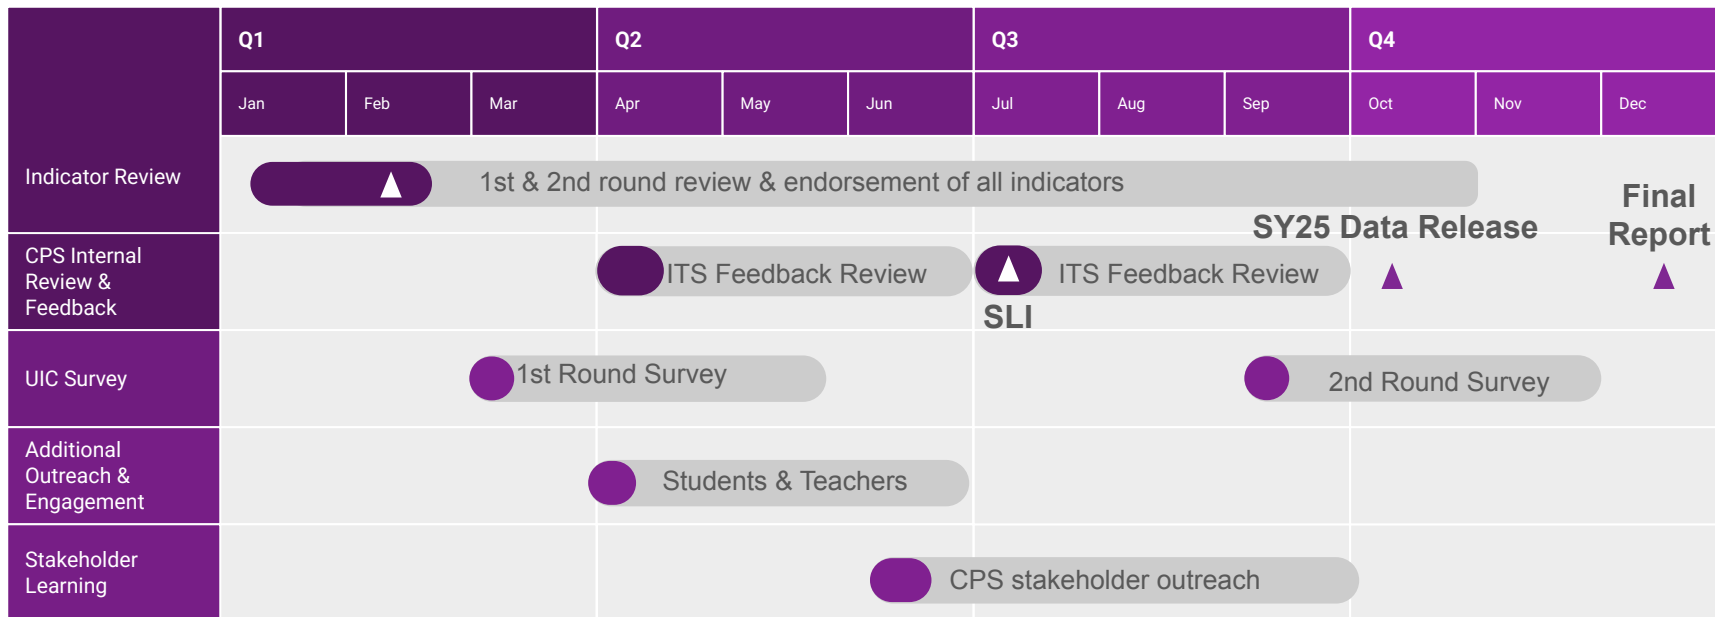 Q1
Q2
Q3
Q4
Jan
Feb
Mar
Apr
May
Jun
Jul
Aug
Sep
Oct
Nov
Dec
Indicator Review
1st & 2nd round review & endorsement of all indicators
SY25 Data Release
Final
Report
CPS Internal
Review &
Feedback
ITS Feedback Review
ITS Feedback Review
SLI
UIC Survey
1st Round Survey
2nd Round Survey
Additional
Outreach &
Engagement
Students & Teachers
Stakeholder
Learning
CPS stakeholder outreach